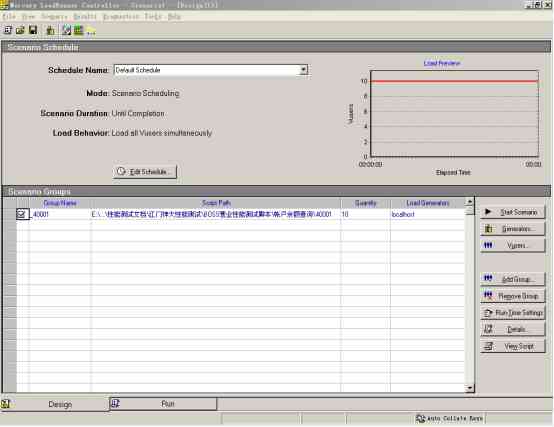 Mercury LoadRunner Controller - Scenario1 - [Design(1)]
File View Scenario Results Diagnostics Tools Help
Scenario Schedule
Schedule Name: Default Schedule
Mode: Scenario Scheduling
Scenario Duration: Until Completion
Load Behavior: Load all Vusers simultaneously
Edit Schedule...
Load Preview
Vusers
10
8
6
4
2
0
00:00:00
00:01
Elapsed Time
Scenario Groups
Group Name Script Path Quantity Load Generators
_40001 E:\...\性能测试文档\江门伟大性能测试\BOSS营业性能测试脚本\帐户余额查询\40001 10 localhost
Start Scenario
Generators...
Vusers...
Add Group...
Remove Group
Run-Time Settings
Details...
View Script
Design Run
Auto Collate Resu